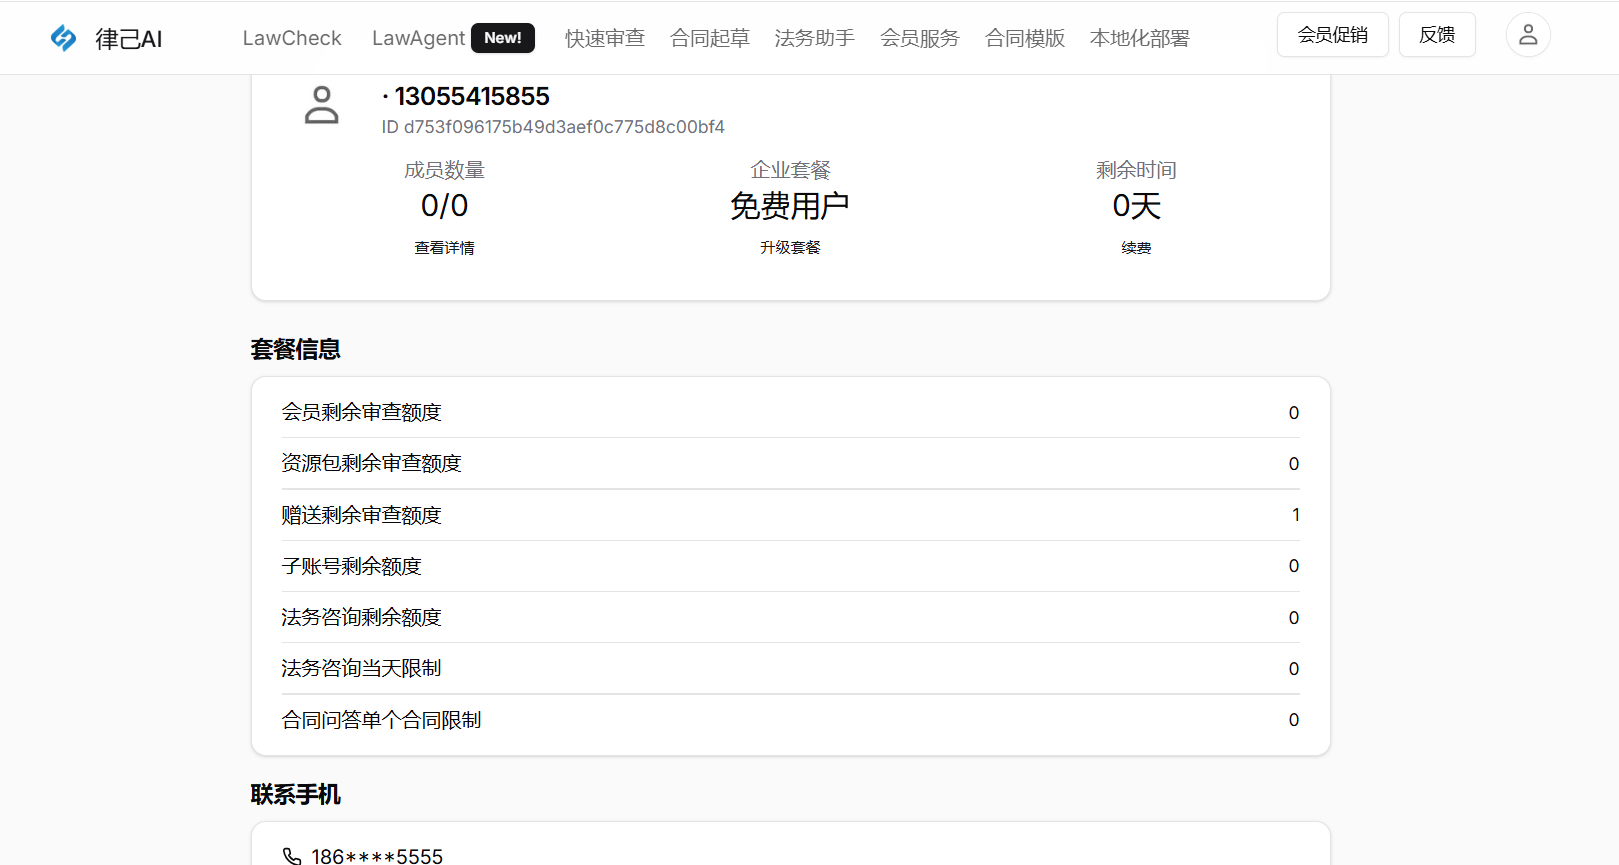 律己AI LawCheck LawAgent New! 快速审查 合同起草 法务助手 会员服务 合同模版 本地化部署 会员促销 反馈
· 13055415855
ID d753f096175b49d3aef0c775d8c00bf4
成员数量 企业套餐 剩余时间
0/0 免费用户 0天
查看详情 升级套餐 续费
套餐信息
会员剩余审查额度 0
资源包剩余审查额度 0
赠送剩余审查额度 1
子账号剩余额度 0
法务咨询剩余额度 0
法务咨询当天限制 0
合同问答单个合同限制 0
联系手机
186****5555